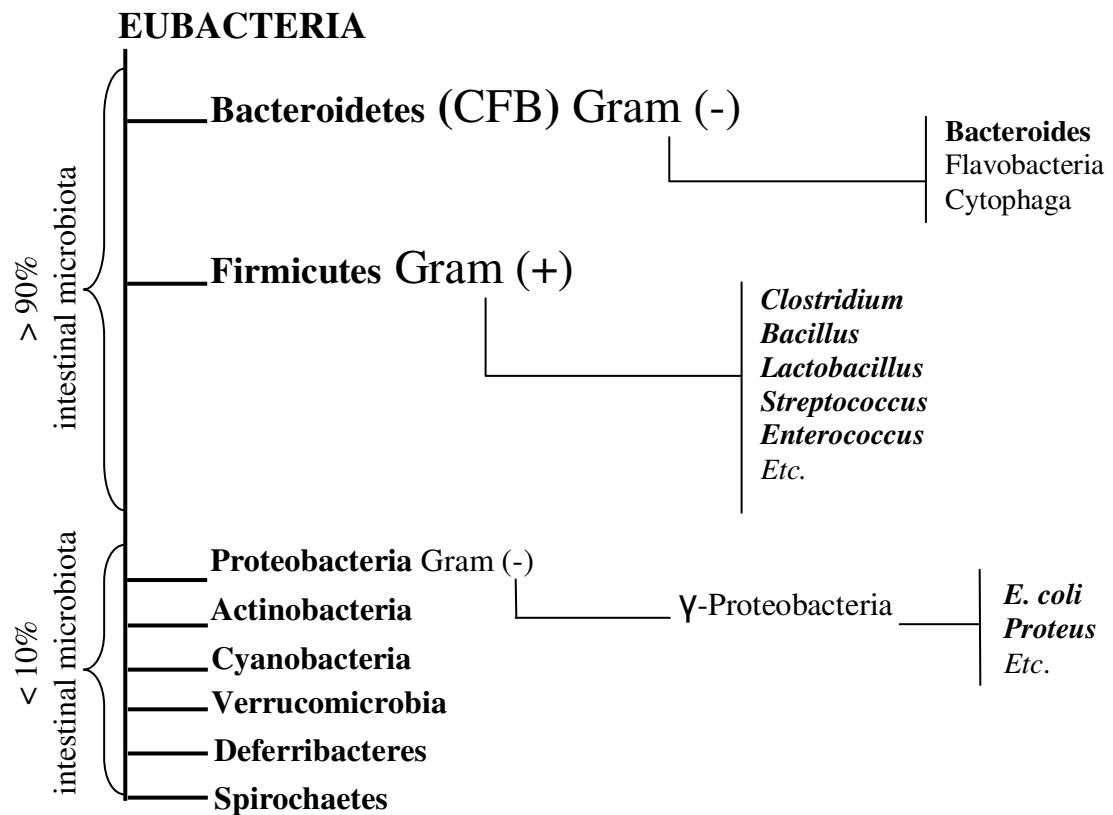 EUBACTERIA
> 90%
intestinal microbiota
Bacteroidetes (CFB) Gram (-)
Bacteroides
Flavobacteria
Cytophaga
Firmicutes Gram (+)
Clostridium
Bacillus
Lactobacillus
Streptococcus
Enterococcus
Etc.
< 10%
intestinal microbiota
Proteobacteria Gram (-)
γ-Proteobacteria
E. coli
Proteus
Etc.
Actinobacteria
Cyanobacteria
Verrucomicrobia
Deferribacteres
Spirochaetes